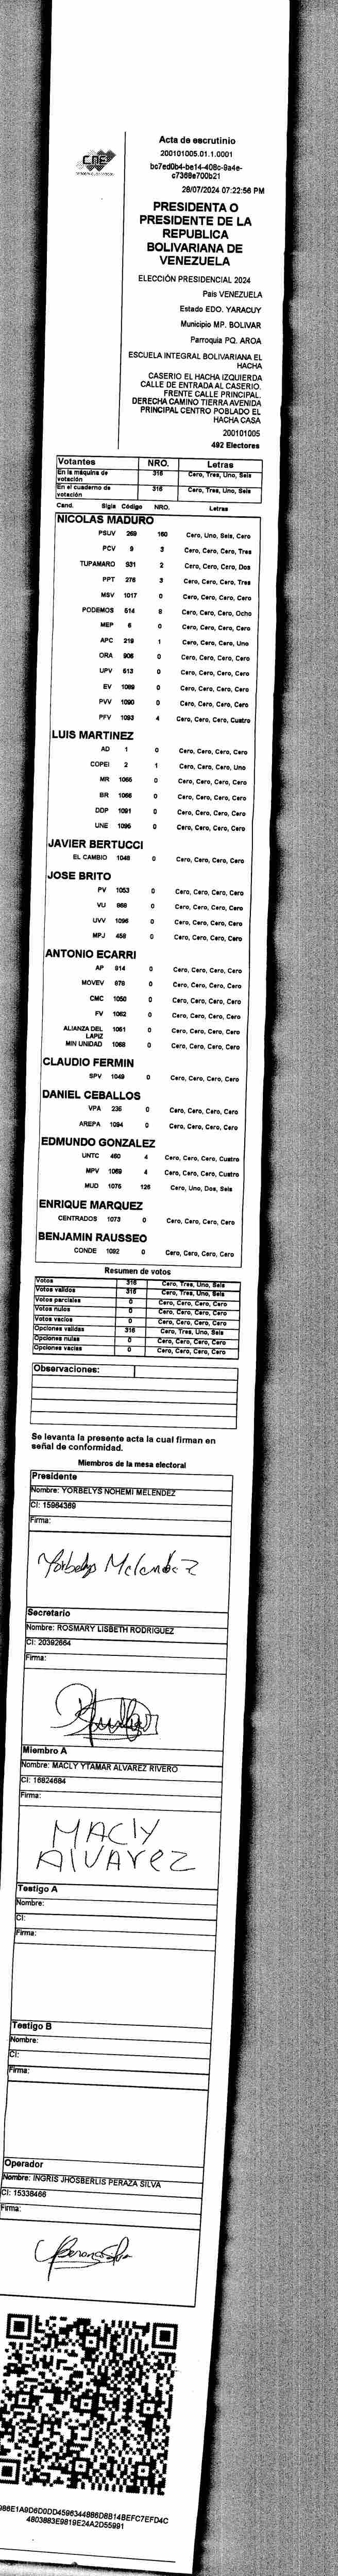 CNE
Acta de escrutinio
200101005.01.1.0001
bc7ed0b4-be14-408c-9a4e-
c7368e700b21
28/07/2024 07:22:56 PM
PRESIDENTA O
PRESIDENTE DE LA
REPUBLICA
BOLIVARIANA DE
VENEZUELA
ELECCIÓN PRESIDENCIAL 2024
País VENEZUELA
Estado EDO. YARACUY
Municipio MP. BOLIVAR
Parroquia PQ. AROA
ESCUELA INTEGRAL BOLIVARIANA EL
HACHA
CASERIO EL HACHA IZQUIERDA
CALLE DE ENTRADA AL CASERIO.
FRENTE CALLE PRINCIPAL.
DERECHA CAMINO TIERRA AVENIDA
PRINCIPAL CENTRO POBLADO EL
HACHA CASA
200101005
492 Electores
Votantes NRO. Letras
En la máquina de votación 316 Cero, Tres, Uno, Seis
En el cuaderno de votación 316 Cero, Tres, Uno, Seis
Cand. Sigla Código NRO. Letras
NICOLAS MADURO
PSUV 269 160 Cero, Uno, Seis, Cero
PCV 9 3 Cero, Cero, Cero, Tres
TUPAMARO 931 2 Cero, Cero, Cero, Dos
PPT 276 3 Cero, Cero, Cero, Tres
MSV 1017 0 Cero, Cero, Cero, Cero
PODEMOS 514 8 Cero, Cero, Cero, Ocho
MEP 6 0 Cero, Cero, Cero, Cero
APC 219 1 Cero, Cero, Cero, Uno
ORA 906 0 Cero, Cero, Cero, Cero
UPV 613 0 Cero, Cero, Cero, Cero
EV 1089 0 Cero, Cero, Cero, Cero
PVV 1090 0 Cero, Cero, Cero, Cero
PFV 1093 4 Cero, Cero, Cero, Cuatro
LUIS MARTINEZ
AD 1 0 Cero, Cero, Cero, Cero
COPEI 2 1 Cero, Cero, Cero, Uno
MR 1065 0 Cero, Cero, Cero, Cero
BR 1066 0 Cero, Cero, Cero, Cero
DDP 1091 0 Cero, Cero, Cero, Cero
UNE 1095 0 Cero, Cero, Cero, Cero
JAVIER BERTUCCI
EL CAMBIO 1048 0 Cero, Cero, Cero, Cero
JOSE BRITO
PV 1053 0 Cero, Cero, Cero, Cero
VU 968 0 Cero, Cero, Cero, Cero
UVV 1096 0 Cero, Cero, Cero, Cero
MPJ 458 0 Cero, Cero, Cero, Cero
ANTONIO ECARRI
AP 914 0 Cero, Cero, Cero, Cero
MOVEV 978 0 Cero, Cero, Cero, Cero
CMC 1050 0 Cero, Cero, Cero, Cero
FV 1062 0 Cero, Cero, Cero, Cero
ALIANZA DEL LAPIZ 1061 0 Cero, Cero, Cero, Cero
MIN UNIDAD 1068 0 Cero, Cero, Cero, Cero
CLAUDIO FERMIN
SPV 1049 0 Cero, Cero, Cero, Cero
DANIEL CEBALLOS
VPA 236 0 Cero, Cero, Cero, Cero
AREPA 1094 0 Cero, Cero, Cero, Cero
EDMUNDO GONZALEZ
UNTC 460 4 Cero, Cero, Cero, Cuatro
MPV 1069 4 Cero, Cero, Cero, Cuatro
MUD 1075 126 Cero, Uno, Dos, Seis
ENRIQUE MARQUEZ
CENTRADOS 1073 0 Cero, Cero, Cero, Cero
BENJAMIN RAUSSEO
CONDE 1092 0 Cero, Cero, Cero, Cero
Resumen de votos
Votos 316 Cero, Tres, Uno, Seis
Votos validos 316 Cero, Tres, Uno, Seis
Votos parciales 0 Cero, Cero, Cero, Cero
Votos nulos 0 Cero, Cero, Cero, Cero
Votos vacios 0 Cero, Cero, Cero, Cero
Opciones validas 316 Cero, Tres, Uno, Seis
Opciones nulas 0 Cero, Cero, Cero, Cero
Opciones vacias 0 Cero, Cero, Cero, Cero
Observaciones:
Se levanta la presente acta la cual firman en
señal de conformidad.
Miembros de la mesa electoral
Presidente
Nombre: YORBELYS NOHEMI MELENDEZ
CI: 15964369
Firma:
Yorbelys Melendez
Secretario
Nombre: ROSMARY LISBETH RODRIGUEZ
CI: 20392664
Firma:
Miembro A
Nombre: MACLY YTAMAR ALVAREZ RIVERO
CI: 16824684
Firma:
MAClY
AlVArez
Testigo A
Nombre:
CI:
Firma:
Testigo B
Nombre:
CI:
Firma:
Operador
Nombre: INGRIS JHOSBERLIS PERAZA SILVA
CI: 15338466
Firma:
986E1A9D6D0DD4596344886D8B14BEFC7EFD4C
4803883E9819E24A2D55991